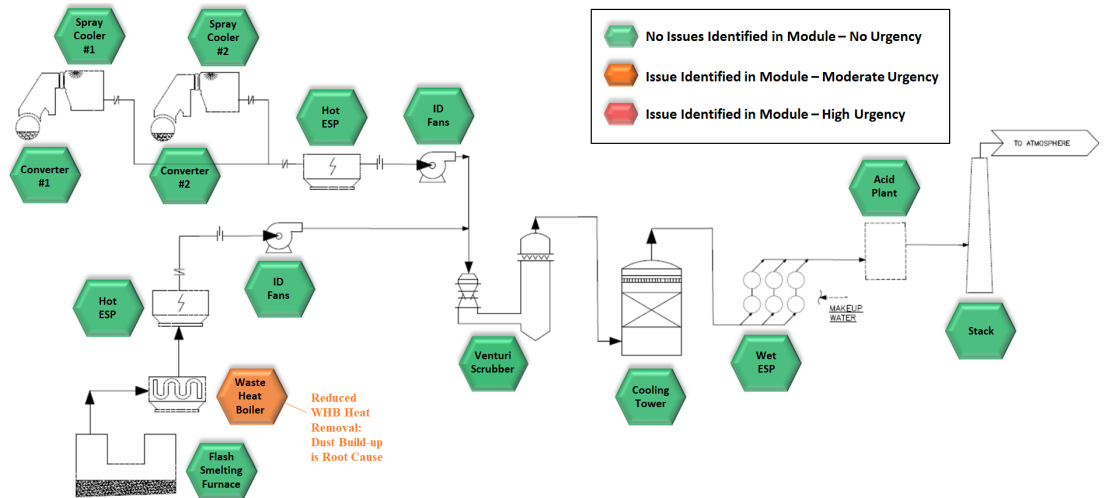 Spray
Cooler
#1
Spray
Cooler
#2
No Issues Identified in Module – No Urgency
Issue Identified in Module – Moderate Urgency
Issue Identified in Module – High Urgency
Hot
ESP
ID
Fans
TO ATMOSPHERE
Converter
#1
Converter
#2
Acid
Plant
Hot
ESP
ID
Fans
MAKEUP
WATER
Stack
Venturi
Scrubber
Wet
ESP
Cooling
Tower
Waste
Heat
Boiler
Reduced
WHB Heat
Removal:
Dust Build-up
is Root Cause
Flash
Smelting
Furnace